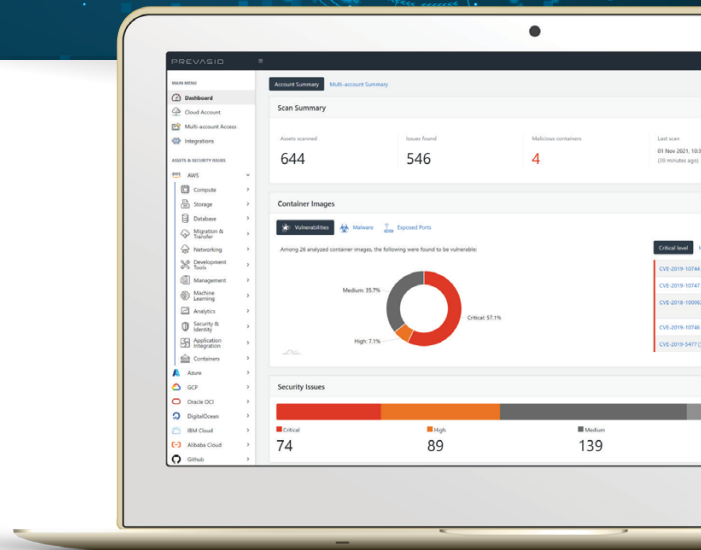 PREVASIO
MAIN MENU
Dashboard
Cloud Account
Multi-account Access
Integrations
ASSETS & SECURITY ISSUES
aws AWS
Compute
Storage
Database
Migration &
Transfer
Networking
Development
Tools
Management
Machine
Learning
Analytics
Security &
Identity
Application
Integration
Containers
Azure
GCP
Oracle OCI
DigitalOcean
IBM Cloud
Alibaba Cloud
Github
Account Summary Multi-account Summary
Scan Summary
Assets scanned Issues found Malicious containers Last scan
644 546 4 01 Nov 2021, 10:3
(39 minutes ago)
Container Images
Vulnerabilities Malware Exposed Ports
Among 26 analyzed container images, the following were found to be vulnerable:
Critical level
Medium: 35.7%
Critical: 57.1%
High: 7.1%
CVE-2019-10744
CVE-2019-10747
CVE-2019-10746
CVE-2019-5477 (
Security Issues
Critical High Medium
74 89 139